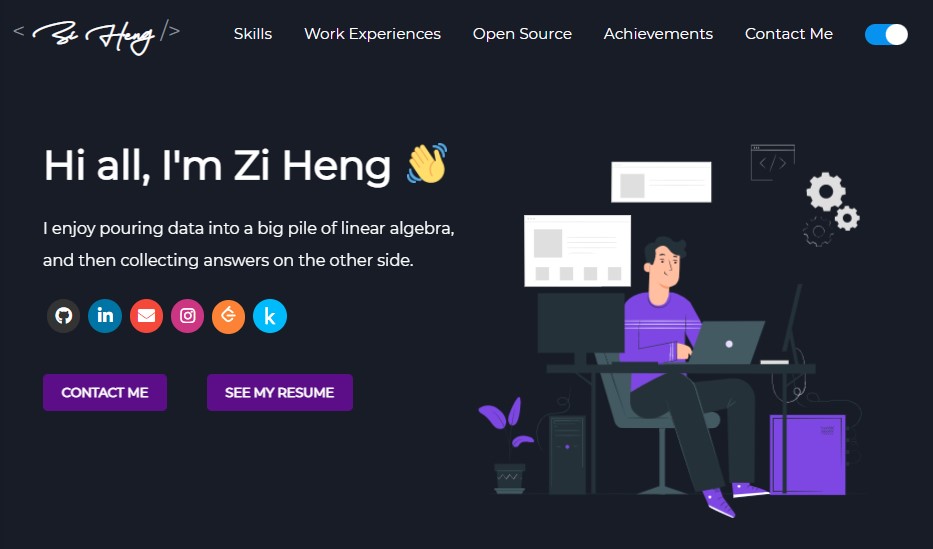 < Zi Heng />
Skills
Work Experiences
Open Source
Achievements
Contact Me
Hi all, I'm Zi Heng 👋
I enjoy pouring data into a big pile of linear algebra,
and then collecting answers on the other side.
in
k
CONTACT ME
SEE MY RESUME
</>